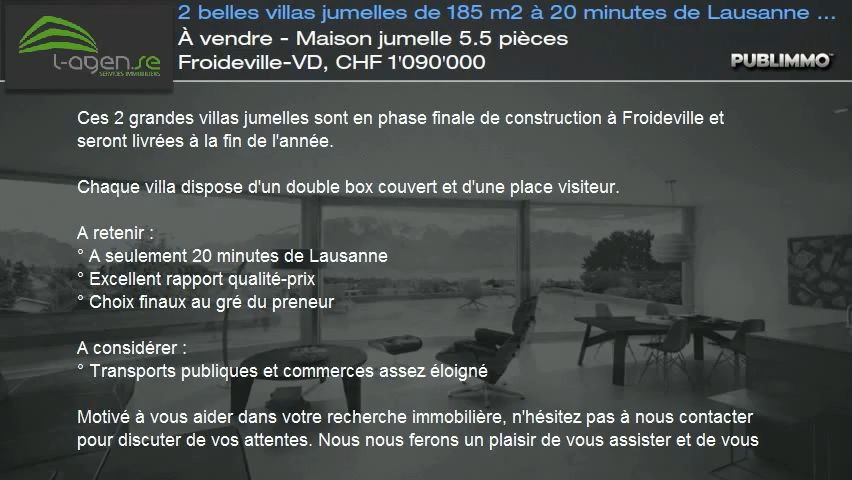 2 belles villas jumelles de 185 m2 à 20 minutes de Lausanne ...
À vendre - Maison jumelle 5.5 pièces
Froideville-VD, CHF 1'090'000
l-agen.se
SERVICES IMMOBILIERS
PUBLIMMO™
Ces 2 grandes villas jumelles sont en phase finale de construction à Froideville et
seront livrées à la fin de l'année.
Chaque villa dispose d'un double box couvert et d'une place visiteur.
A retenir :
° A seulement 20 minutes de Lausanne
° Excellent rapport qualité-prix
° Choix finaux au gré du preneur
A considérer :
° Transports publiques et commerces assez éloigné
Motivé à vous aider dans votre recherche immobilière, n'hésitez pas à nous contacter
pour discuter de vos attentes. Nous nous ferons un plaisir de vous assister et de vous